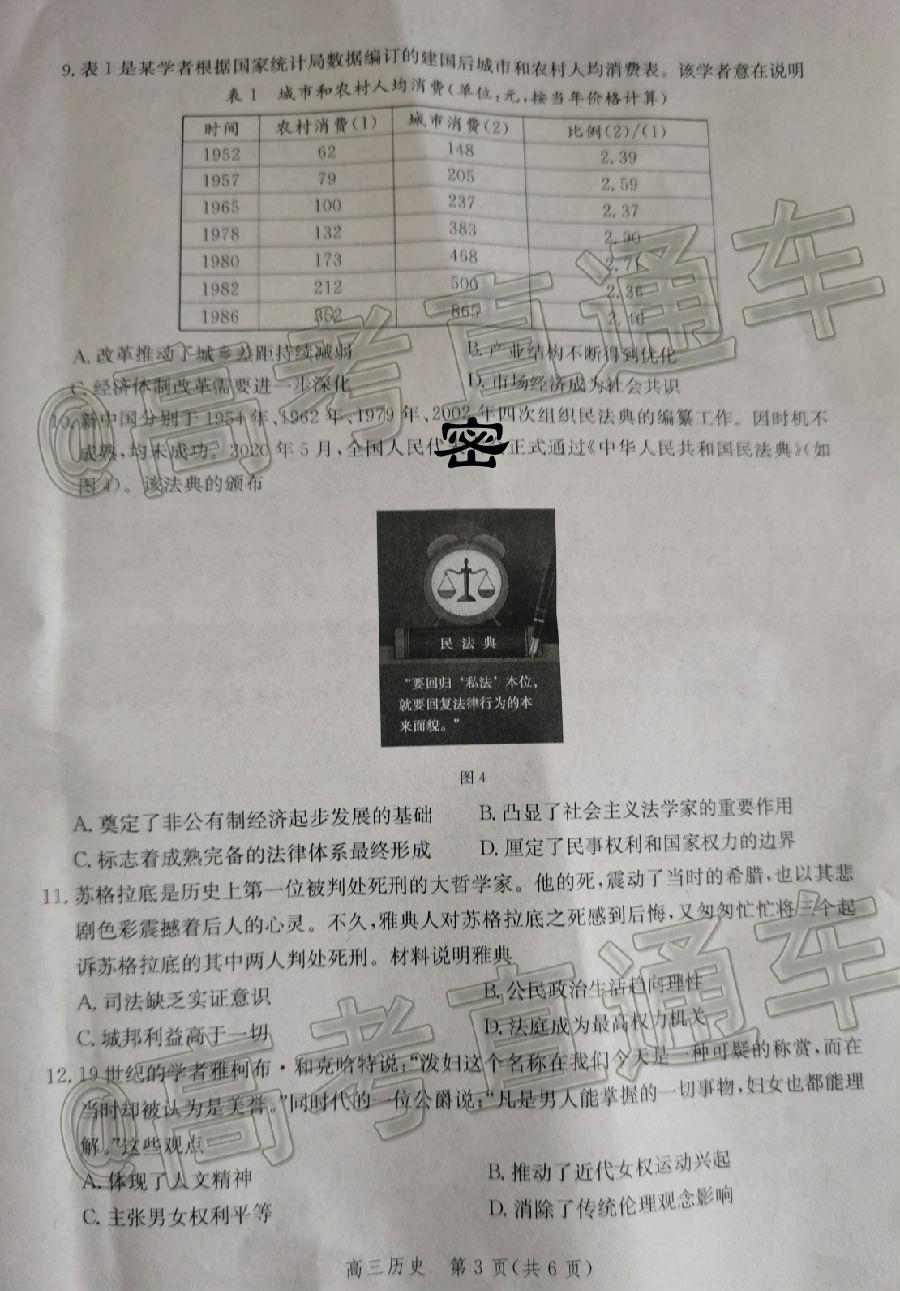 9. 表1是某学者根据国家统计局数据编订的建国后城市和农村人均消费表。该学者意在说明
表1 城市和农村人均消费(单位:元,按当年价格计算)
时间 农村消费(1) 城市消费(2) 比例(2)/(1)
1952 62 148 2.39
1957 79 205 2.59
1965 100 237 2.37
1978 132 383 2.90
1980 173 468 2.71
1982 212 500 2.36
1986 352 865 2.46
A. 改革推动下城乡差距持续减弱 B. 产业结构不断得到优化
C. 经济体制改革需要进一步深化 D. 市场经济成为社会共识
10. 新中国分别于1954年、1962年、1979年、2002年四次组织民法典的编纂工作。因时机不
成熟,均未成功。3020年5月,全国人民代 密 正式通过《中华人民共和国民法典》(如
图4)。该法典的颁布
民法典
“要回归‘私法’本位,
就要回复法律行为的本
来面貌。”
图4
A. 奠定了非公有制经济起步发展的基础 B. 凸显了社会主义法学家的重要作用
C. 标志着成熟完备的法律体系最终形成 D. 厘定了民事权利和国家权力的边界
11. 苏格拉底是历史上第一位被判处死刑的大哲学家。他的死,震动了当时的希腊,也以其悲
剧色彩震撼着后人的心灵。不久,雅典人对苏格拉底之死感到后悔,又匆匆忙忙将三个起
诉苏格拉底的其中两人判处死刑。材料说明雅典
A. 司法缺乏实证意识 B. 公民政治生活趋向理性
C. 城邦利益高于一切 D. 法庭成为最高权力机关
12. 19世纪的学者雅柯布·和克哈特说:“泼妇这个名称在我们今天是一种可疑的称赏,而在
当时却被认为是美誉。”同时代的一位公爵说:“凡是男人能掌握的一切事物,妇女也都能理
解。”这些观点
A. 体现了人文精神 B. 推动了近代女权运动兴起
C. 主张男女权利平等 D. 消除了传统伦理观念影响
高三历史 第3页(共6页)
@高考直通车
@高考直通车